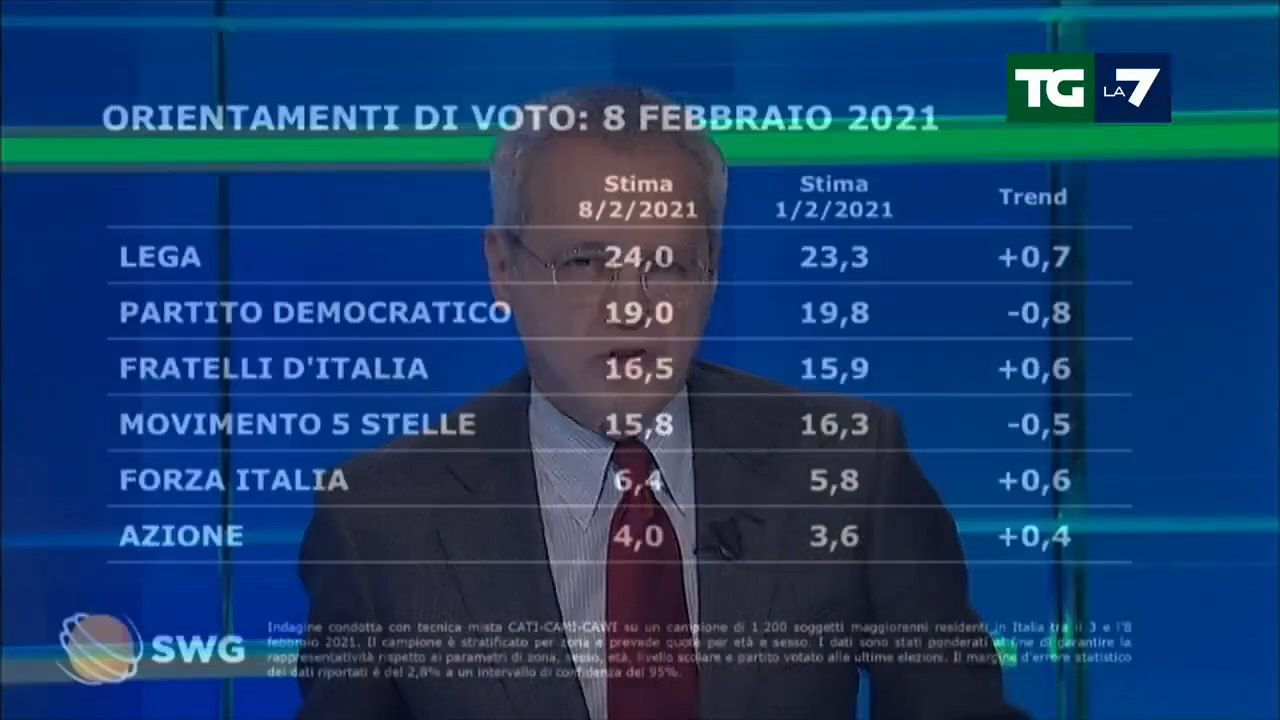 TG LA 7
ORIENTAMENTI DI VOTO: 8 FEBBRAIO 2021
Stima Stima Trend
8/2/2021 1/2/2021
LEGA 24,0 23,3 +0,7
PARTITO DEMOCRATICO 19,0 19,8 -0,8
FRATELLI D'ITALIA 16,5 15,9 +0,6
MOVIMENTO 5 STELLE 15,8 16,3 -0,5
FORZA ITALIA 6,4 5,8 +0,6
AZIONE 4,0 3,6 +0,4
SWG
Indagine condotta con tecnica mista CATI-CAMI-CAWI su un campione di 1.200 soggetti maggiorenni residenti in Italia tra il 3 e l'8
febbraio 2021. Il campione è stratificato per zona e prevede quote per età e sesso. I dati sono stati ponderati al fine di garantire la
rappresentatività rispetto ai parametri di zona, sesso, età, livello scolare e partito votato alle ultime elezioni. Il margine d'errore statistico
dei dati riportati è del 2,8% a un intervallo di confidenza del 95%.